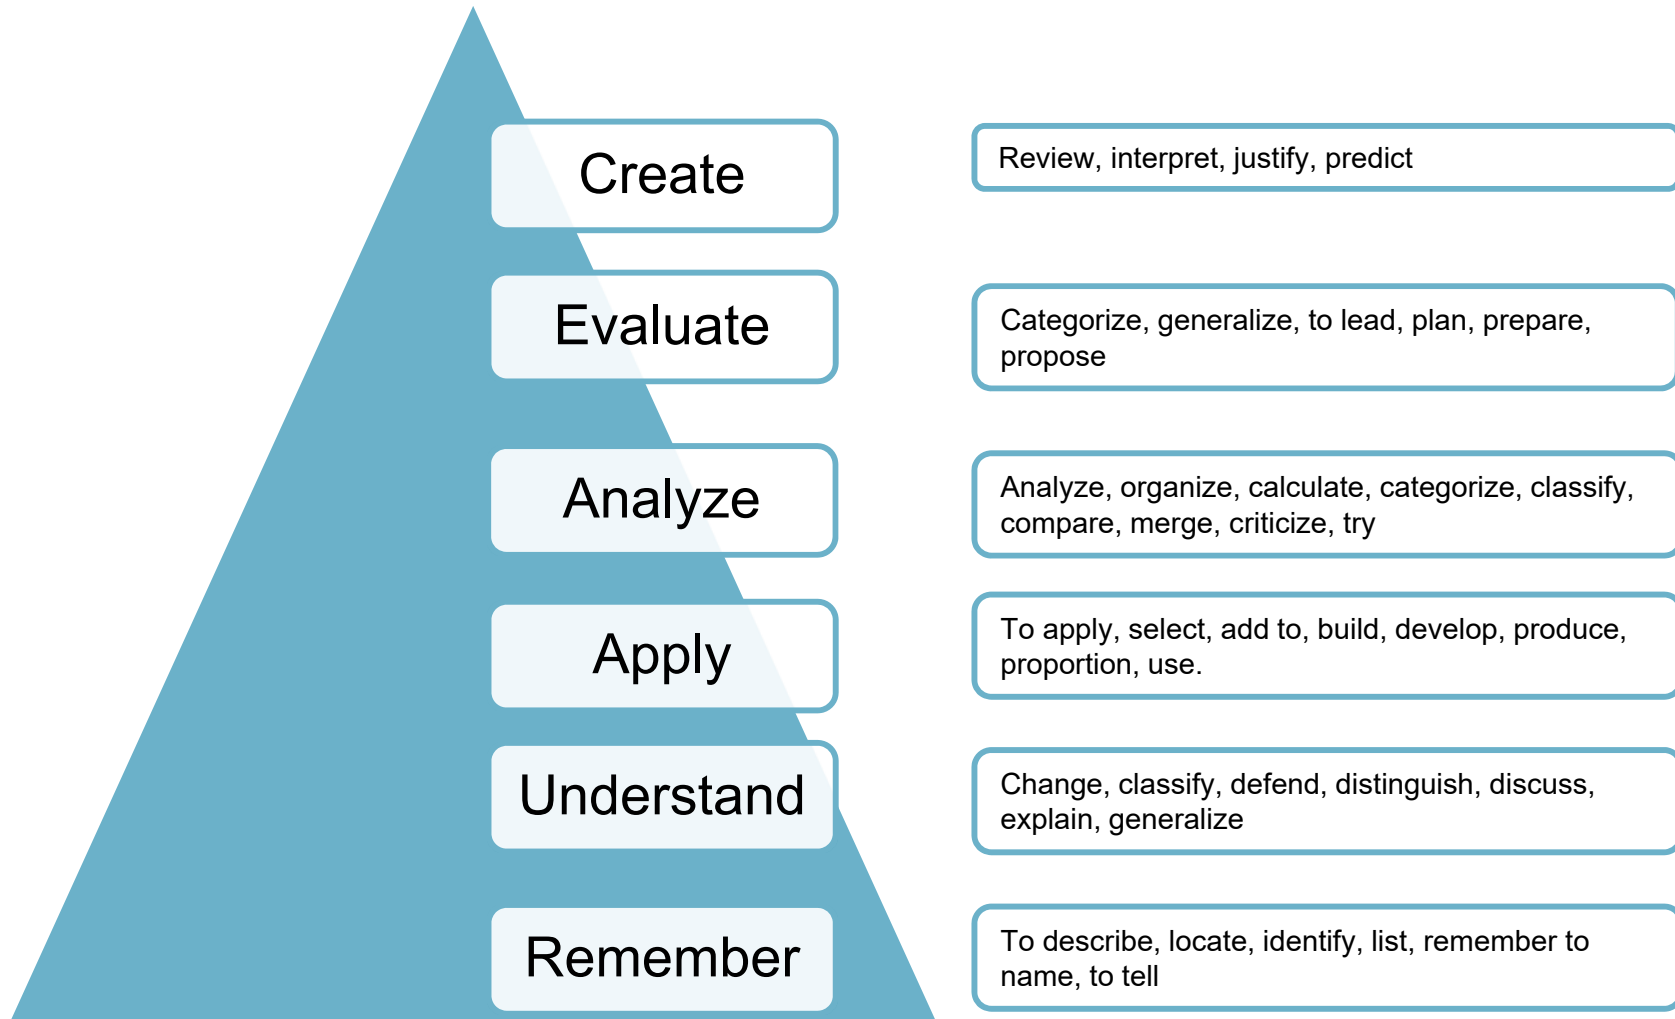 Create
Review, interpret, justify, predict
Evaluate
Categorize, generalize, to lead, plan, prepare,
propose
Analyze
Analyze, organize, calculate, categorize, classify,
compare, merge, criticize, try
Apply
To apply, select, add to, build, develop, produce,
proportion, use.
Understand
Change, classify, defend, distinguish, discuss,
explain, generalize
Remember
To describe, locate, identify, list, remember to
name, to tell